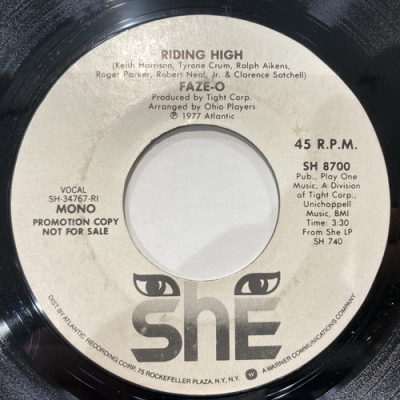 RIDING HIGH
(Keith Harrison, Tyrone Crum, Ralph Aikens,
Roger Parker, Robert Neal, Jr. & Clarence Satchell)
FAZE-O
Produced by Tight Corp.
Arranged by Ohio Players
Ⓟ 1977 Atlantic
45 R.P.M.
SH 8700
Pub., Play One
Music, A Division
of Tight Corp.,
Unichappell
Music, BMI
Time: 3:30
From She LP
SH 740
VOCAL
SH-34767-RI
MONO
PROMOTION COPY
NOT FOR SALE
ShE
DIST. BY ATLANTIC RECORDING CORP. 75 ROCKEFELLER PLAZA, N.Y., N.Y. A WARNER COMMUNICATIONS COMPANY